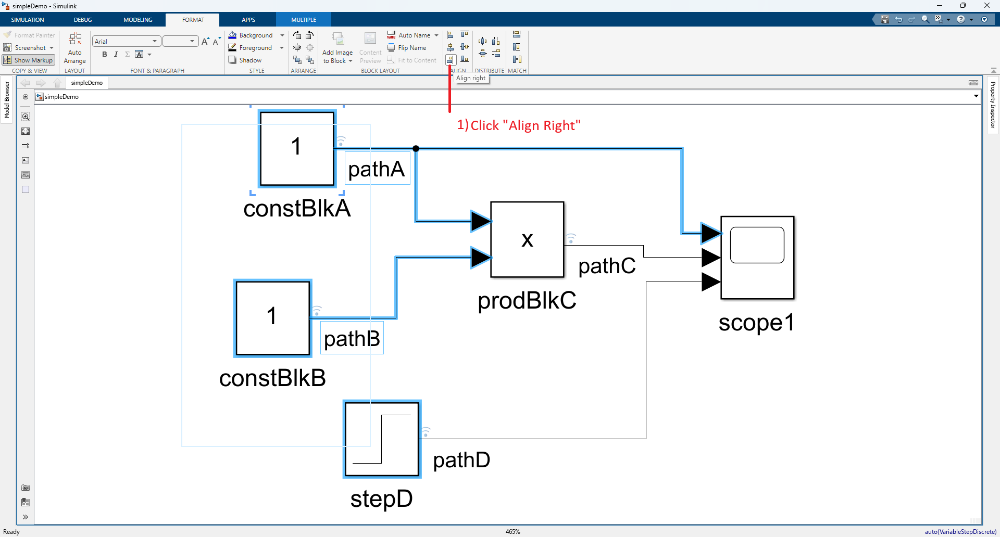 simpleDemo - Simulink
SIMULATION DEBUG MODELING FORMAT APPS MULTIPLE
Format Painter
Screenshot
Show Markup
COPY & VIEW
Auto
Arrange
LAYOUT
Arial
A A
B I Σ A
FONT & PARAGRAPH
Background
Foreground
Shadow
STYLE
ARRANGE
Add Image
to Block
Content
Preview
Auto Name
Flip Name
Fit to Content
BLOCK LAYOUT
ALIGN
DISTRIBUTE
MATCH
Align right
Model Browser
simpleDemo
simpleDemo
Property Inspector
1) Click "Align Right"
1
pathA
constBlkA
x
pathC
prodBlkC
scope1
1
pathB
constBlkB
pathD
stepD
Ready
465%
auto(VariableStepDiscrete)